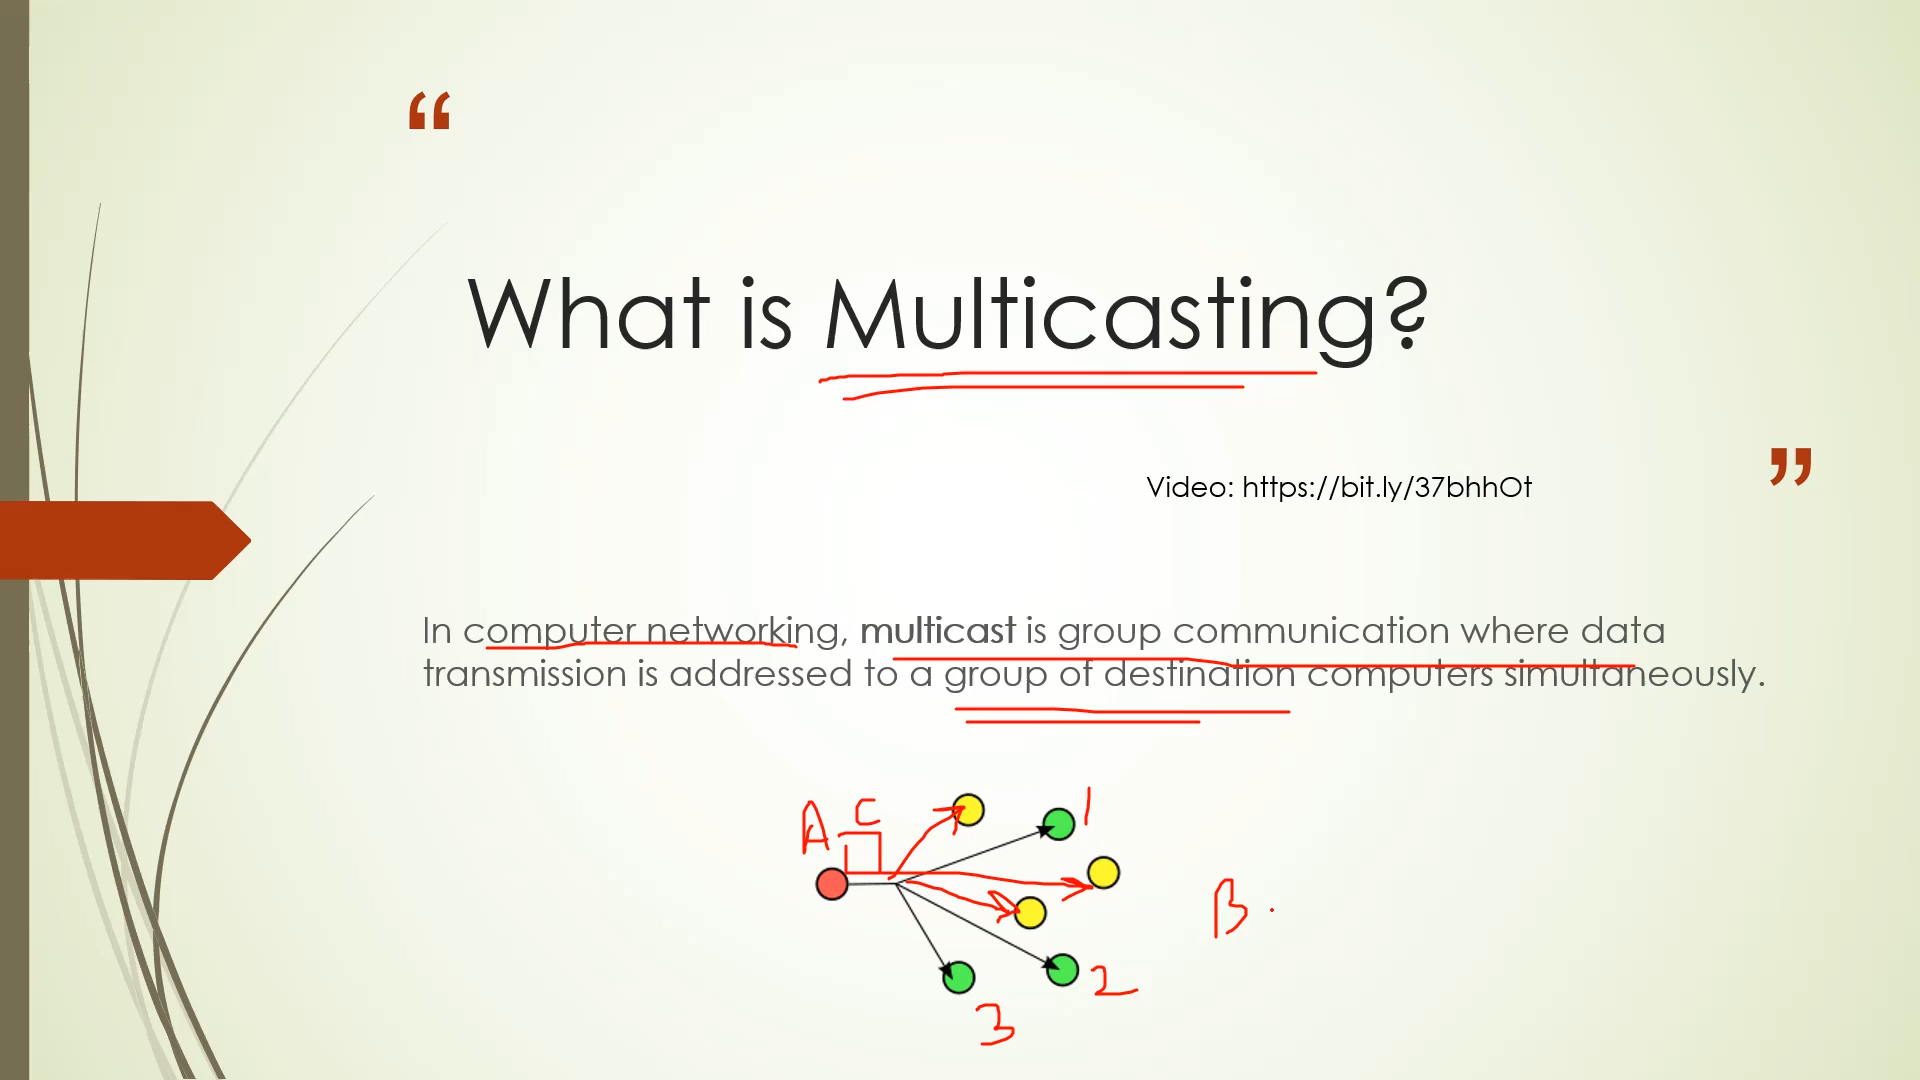 “
What is Multicasting?
”
Video: https://bit.ly/37bhhOt
In computer networking, multicast is group communication where data
transmission is addressed to a group of destination computers simultaneously.
A C
1
B
2
3